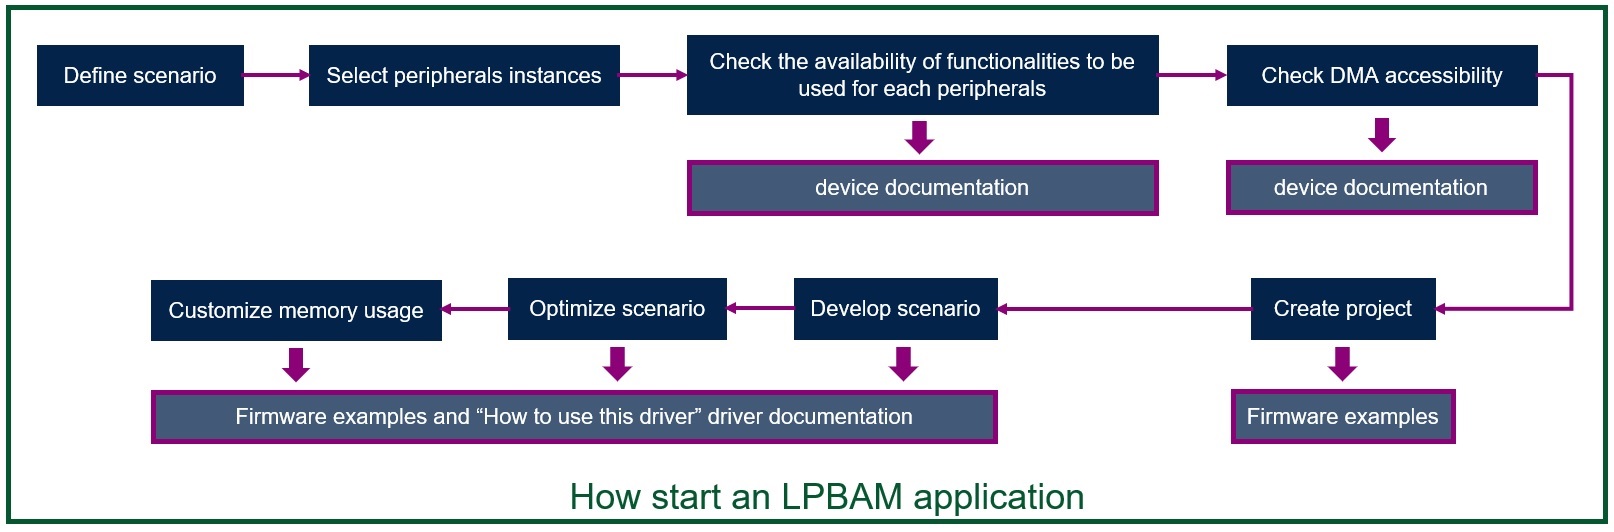 Define scenario
Select peripherals instances
Check the availability of functionalities to be
used for each peripherals
Check DMA accessibility
device documentation
device documentation
Customize memory usage
Optimize scenario
Develop scenario
Create project
Firmware examples and “How to use this driver” driver documentation
Firmware examples
How start an LPBAM application